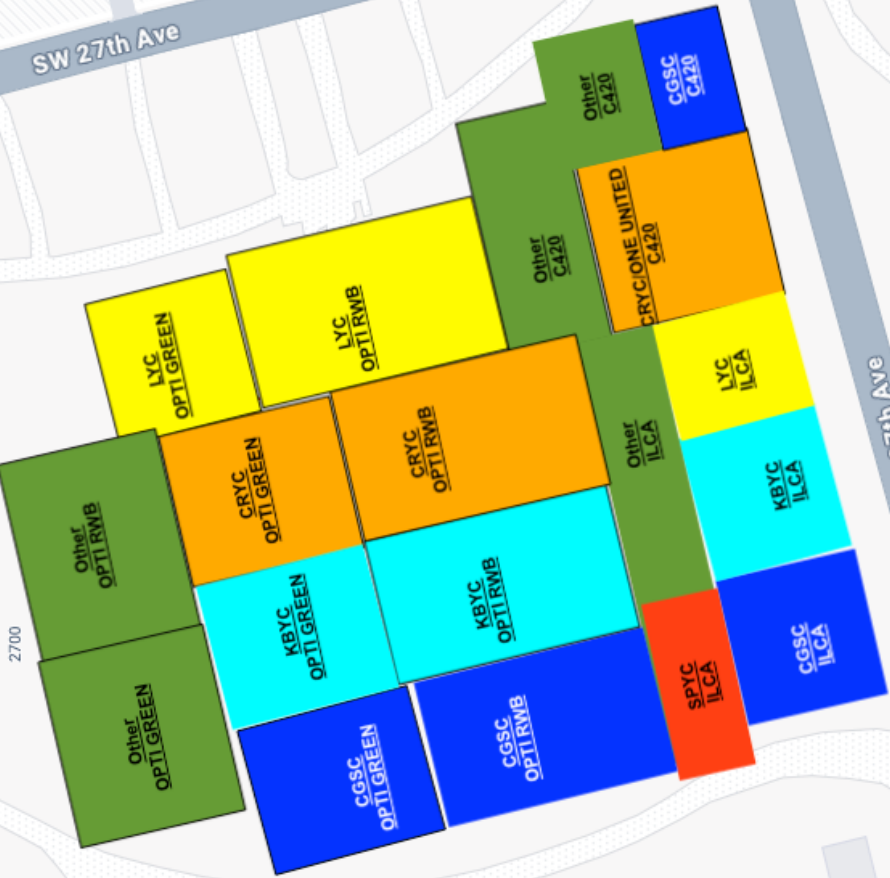 SW 27th Ave
Other
C420
CGSC
C420
Other
C420
CRYC/ONE UNITED
C420
LYC
OPTI GREEN
LYC
OPTI RWB
LYC
ILCA
Other
OPTI RWB
CRYC
OPTI GREEN
CRYC
OPTI RWB
Other
ILCA
KBYC
ILCA
KBYC
OPTI GREEN
KBYC
OPTI RWB
2700
Other
OPTI GREEN
CGSC
OPTI GREEN
CGSC
OPTI RWB
SPYC
ILCA
CGSC
ILCA
7th Ave